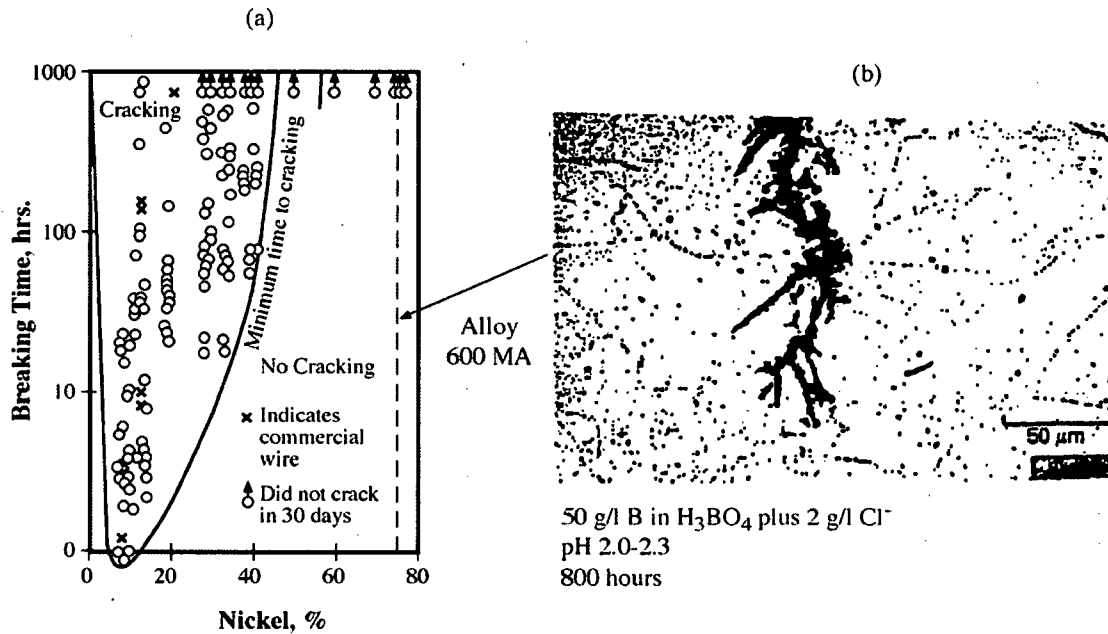 (a)
1000
100
10
0
Breaking Time, hrs.
Cracking
Minimum time to cracking
No Cracking
× Indicates
commercial
wire
Did not crack
in 30 days
0 20 40 60 80
Nickel, %
Alloy
600 MA
(b)
50 µm
50 g/l B in H₃BO₄ plus 2 g/l Cl⁻
pH 2.0-2.3
800 hours